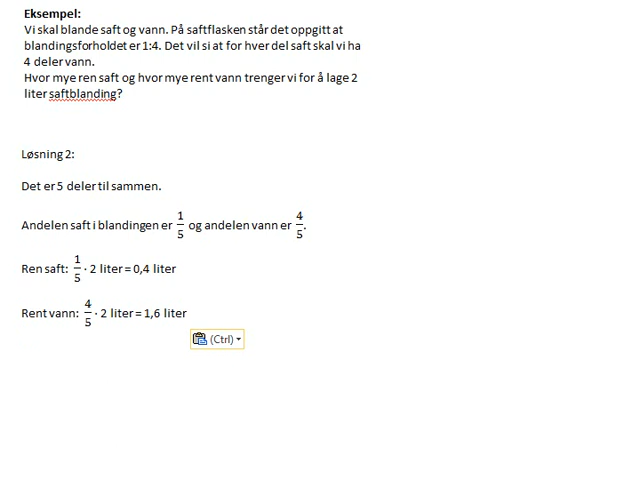 Eksempel:
Vi skal blande saft og vann. På saftflasken står det oppgitt at
blandingsforholdet er 1:4. Det vil si at for hver del saft skal vi ha
4 deler vann.
Hvor mye ren saft og hvor mye rent vann trenger vi for å lage 2
liter saftblanding?
Løsning 2:
Det er 5 deler til sammen.
Andelen saft i blandingen er 1/5 og andelen vann er 4/5.
Ren saft: 1/5 · 2 liter = 0,4 liter
Rent vann: 4/5 · 2 liter = 1,6 liter
(Ctrl)